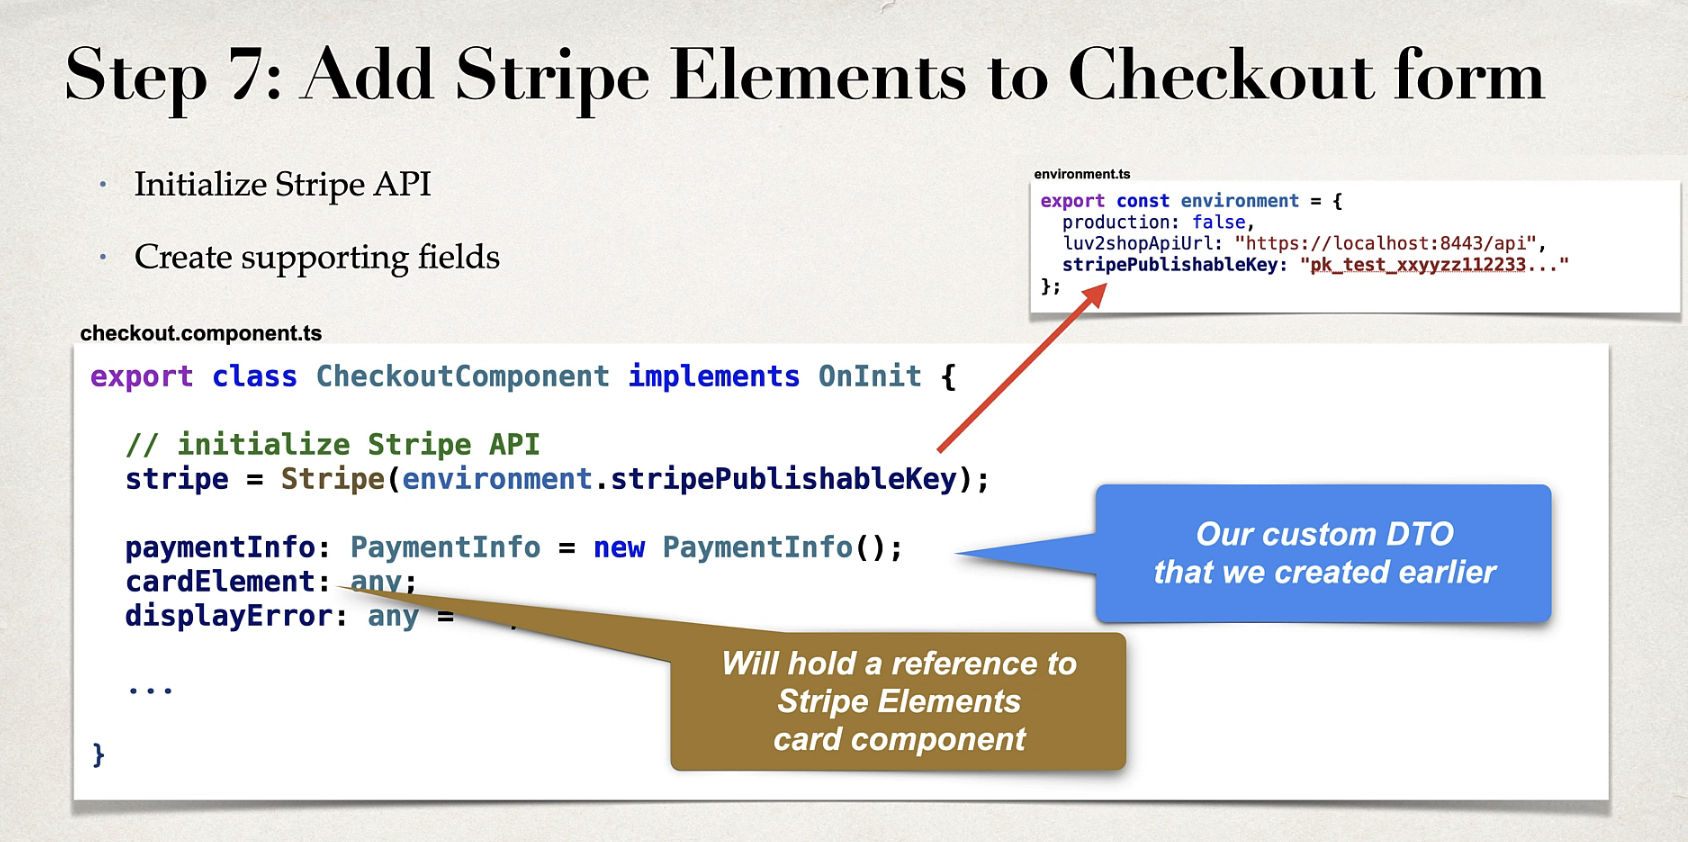 Step 7: Add Stripe Elements to Checkout form
• Initialize Stripe API
• Create supporting fields
environment.ts
export const environment = {
production: false,
luv2shopApiUrl: "https://localhost:8443/api",
stripePublishableKey: "pk_test_xxyyzz112233..."
};
checkout.component.ts
export class CheckoutComponent implements OnInit {
// initialize Stripe API
stripe = Stripe(environment.stripePublishableKey);
paymentInfo: PaymentInfo = new PaymentInfo();
cardElement: any;
displayError: any =
...
}
Our custom DTO
that we created earlier
Will hold a reference to
Stripe Elements
card component